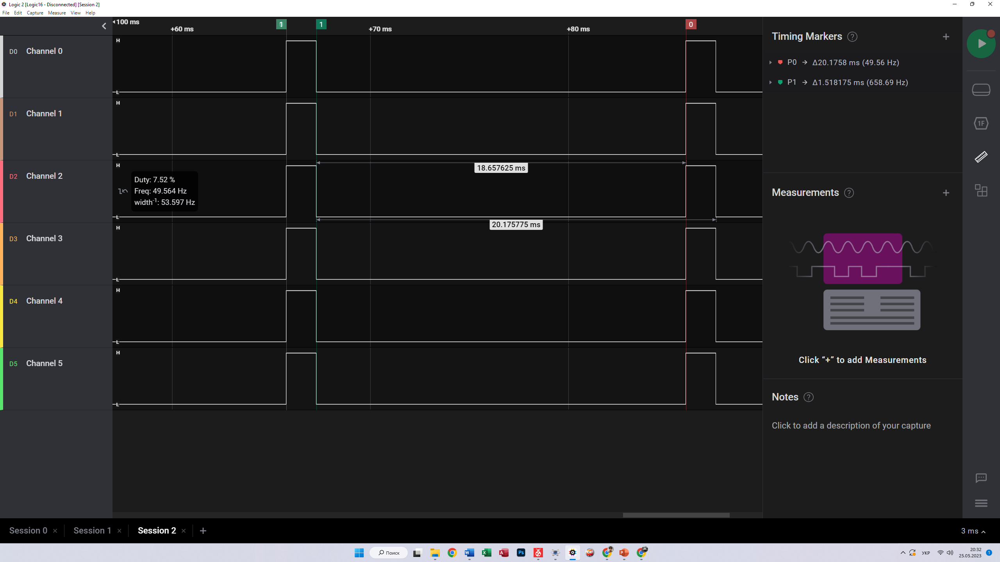 Logic 2 [Logic16 - Disconnected] [Session 2]
File Edit Capture Measure View Help
100 ms
+60 ms +70 ms +80 ms
1 1 0
D0 Channel 0
H
L
D1 Channel 1
H
L
D2 Channel 2
H
L
Duty: 7.52 %
Freq: 49.564 Hz
width-1: 53.597 Hz
18.657625 ms
20.175775 ms
D3 Channel 3
H
L
D4 Channel 4
H
L
D5 Channel 5
H
L
Timing Markers ? +
P0 → Δ20.1758 ms (49.56 Hz)
P1 → Δ1.518175 ms (658.69 Hz)
Measurements ? +
Click “+” to add Measurements
Notes ?
Click to add a description of your capture
1F
Session 0 × Session 1 × Session 2 × +
3 ms
Поиск
W X A Ps P
УКР
20:32
25.05.2023
1